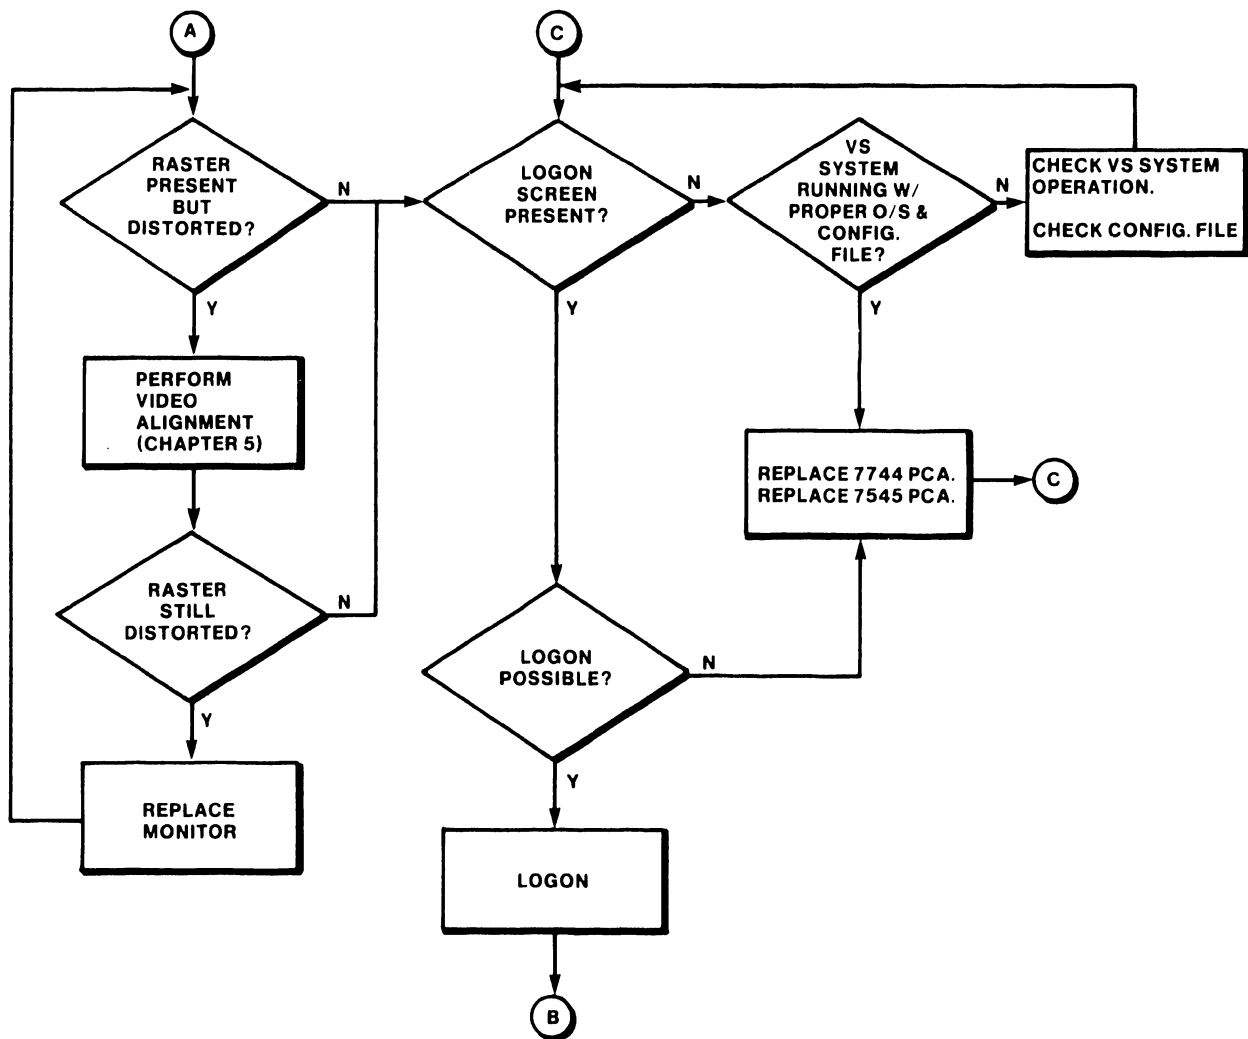 A
C
RASTER
PRESENT
BUT
DISTORTED?
N
Y
LOGON
SCREEN
PRESENT?
N
Y
VS
SYSTEM
RUNNING W/
PROPER O/S &
CONFIG.
FILE?
N
Y
CHECK VS SYSTEM
OPERATION.
CHECK CONFIG. FILE
PERFORM
VIDEO
ALIGNMENT
(CHAPTER 5)
REPLACE 7744 PCA.
REPLACE 7545 PCA.
C
RASTER
STILL
DISTORTED?
N
Y
LOGON
POSSIBLE?
N
Y
REPLACE
MONITOR
LOGON
B